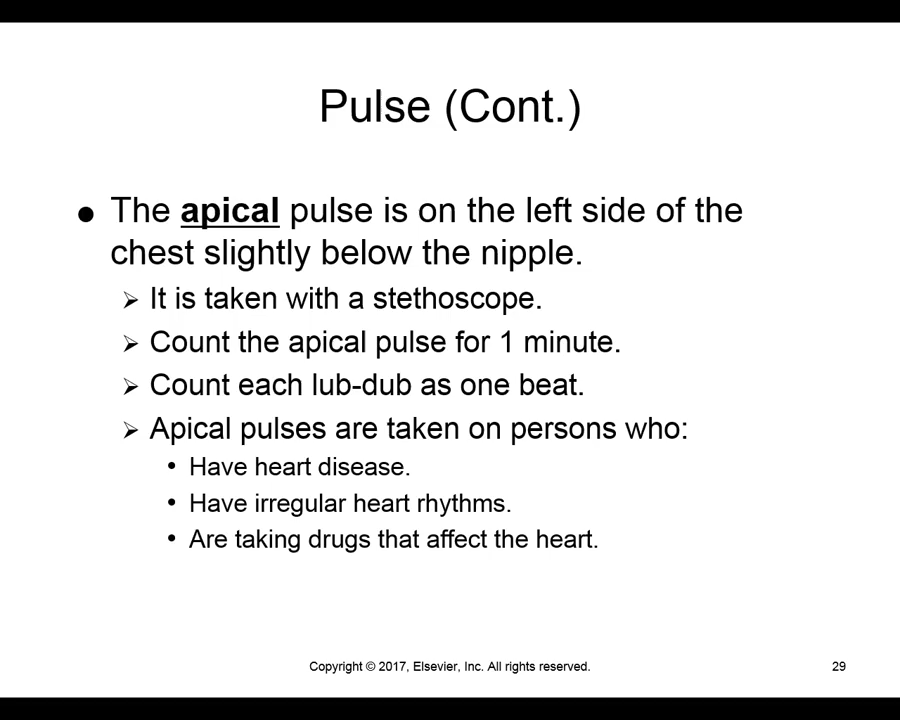 Pulse (Cont.)
● The apical pulse is on the left side of the
chest slightly below the nipple.
➢ It is taken with a stethoscope.
➢ Count the apical pulse for 1 minute.
➢ Count each lub-dub as one beat.
➢ Apical pulses are taken on persons who:
• Have heart disease.
• Have irregular heart rhythms.
• Are taking drugs that affect the heart.
Copyright © 2017, Elsevier, Inc. All rights reserved.
29